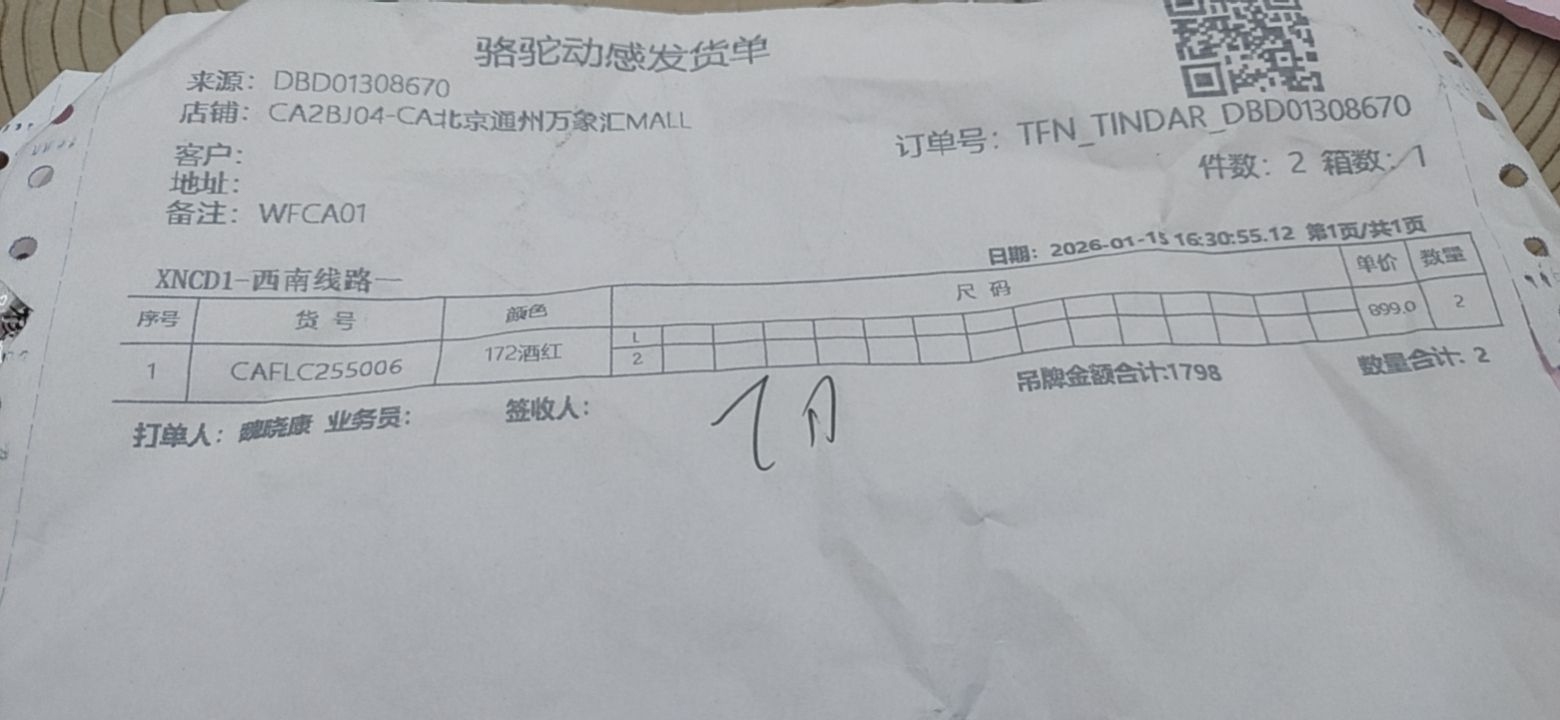 骆驼动感发货单
来源：DBD01308670
店铺：CA2BJ04-CA北京通州万象汇MALL
订单号：TFN_TINDAR_DBD01308670
客户：
件数：2 箱数：1
地址：
备注：WFCA01
日期：2026-01-15 16:30:55.12 第1页/共1页
XNCD1-西南线路一
序号 货号 颜色 尺码 单价 数量
L
1 CAFLC255006 172酒红 2 899.0 2
吊牌金额合计:1798 数量合计: 2
打单人：魏晓康 业务员： 签收人：